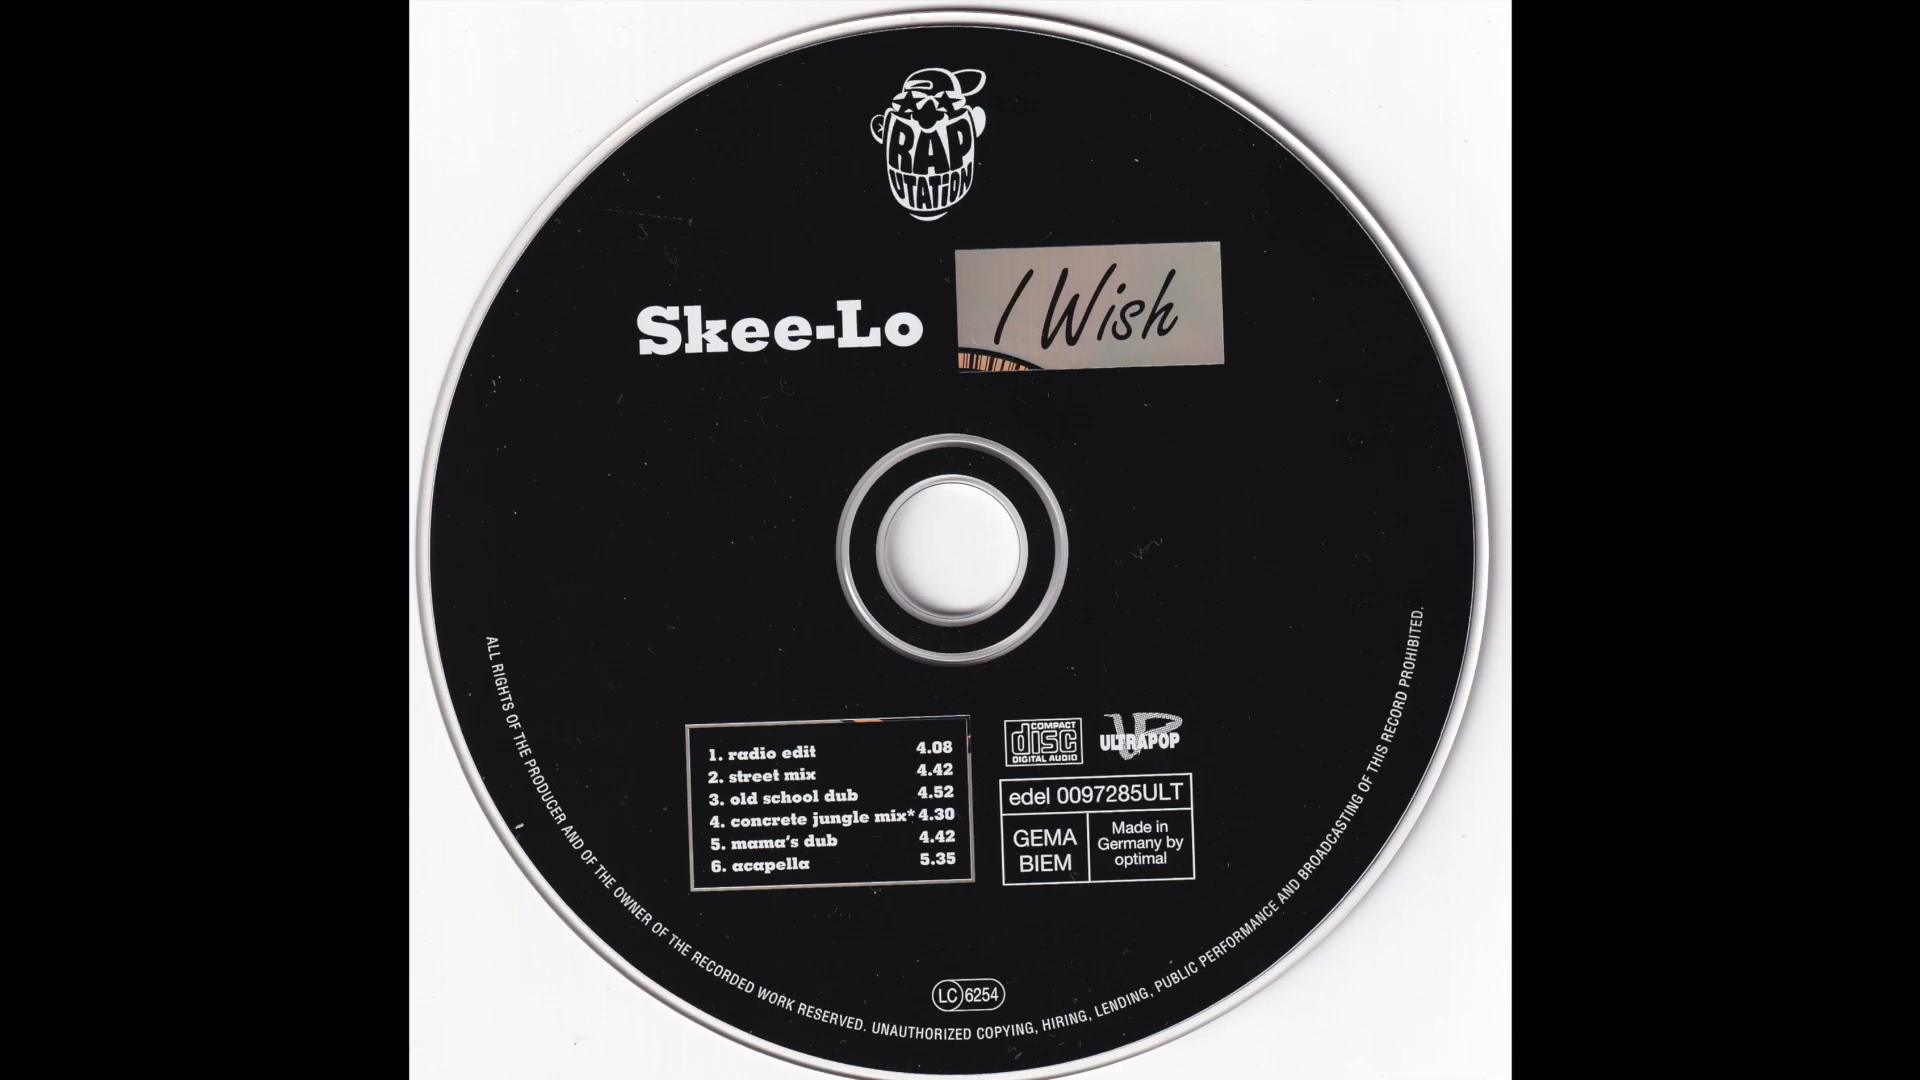 RAP
UTATION
Skee-Lo
I Wish
1. radio edit 4.08
2. street mix 4.42
3. old school dub 4.52
4. concrete jungle mix* 4.30
5. mama's dub 4.42
6. acapella 5.35
COMPACT
disc
DIGITAL AUDIO
UP
ULTRAPOP
edel 0097285ULT
GEMA
BIEM
Made in
Germany by
optimal
LC 6254
ALL RIGHTS OF THE PRODUCER AND OF THE OWNER OF THE RECORDED WORK RESERVED. UNAUTHORIZED COPYING, HIRING, LENDING, PUBLIC PERFORMANCE AND BROADCASTING OF THIS RECORD PROHIBITED.